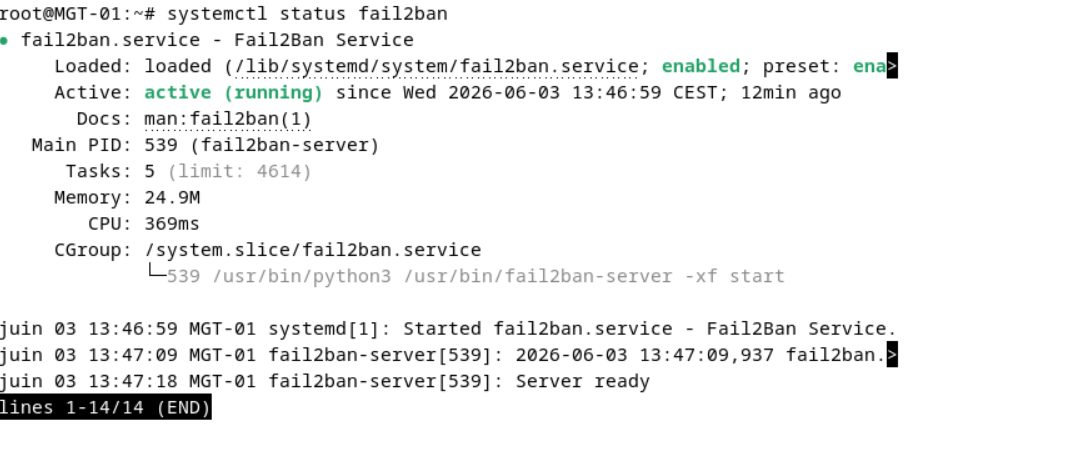 root@MGT-01:~# systemctl status fail2ban
● fail2ban.service - Fail2Ban Service
     Loaded: loaded (/lib/systemd/system/fail2ban.service; enabled; preset: ena>
     Active: active (running) since Wed 2026-06-03 13:46:59 CEST; 12min ago
       Docs: man:fail2ban(1)
   Main PID: 539 (fail2ban-server)
      Tasks: 5 (limit: 4614)
     Memory: 24.9M
        CPU: 369ms
     CGroup: /system.slice/fail2ban.service
             └─539 /usr/bin/python3 /usr/bin/fail2ban-server -xf start
juin 03 13:46:59 MGT-01 systemd[1]: Started fail2ban.service - Fail2Ban Service.
juin 03 13:47:09 MGT-01 fail2ban-server[539]: 2026-06-03 13:47:09,937 fail2ban.>
juin 03 13:47:18 MGT-01 fail2ban-server[539]: Server ready
lines 1-14/14 (END)